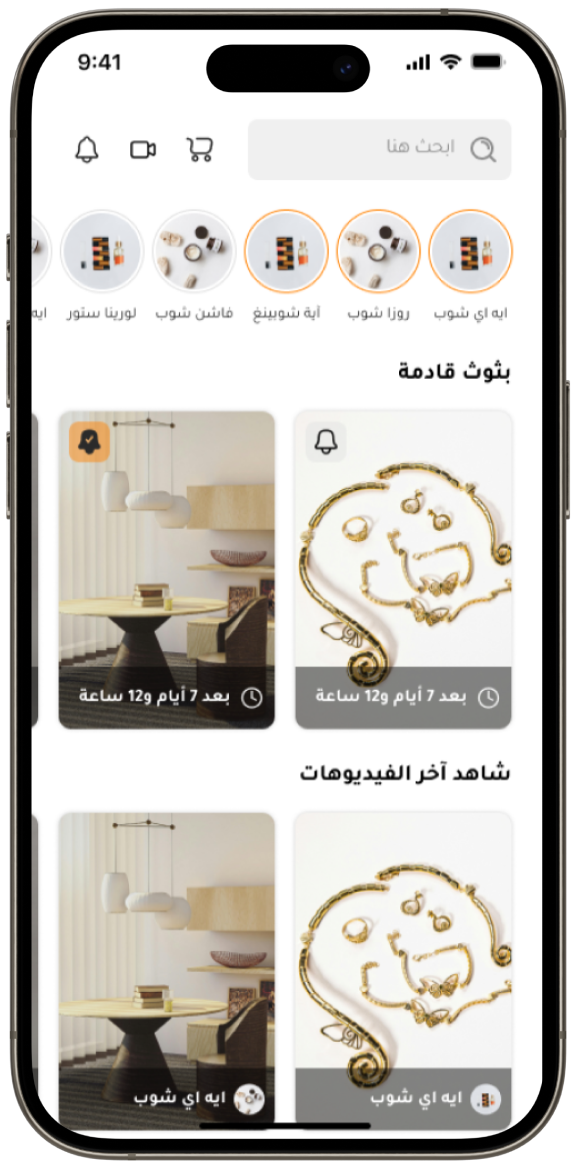 9:41
ابحث هنا
ايه اي شوب
روزا شوب
آية شوبينغ
فاشن شوب
لورينا ستور
ايه
بثوث قادمة
بعد 7 أيام و12 ساعة
بعد 7 أيام و12 ساعة
شاهد آخر الفيديوهات
ايه اي شوب
ايه اي شوب